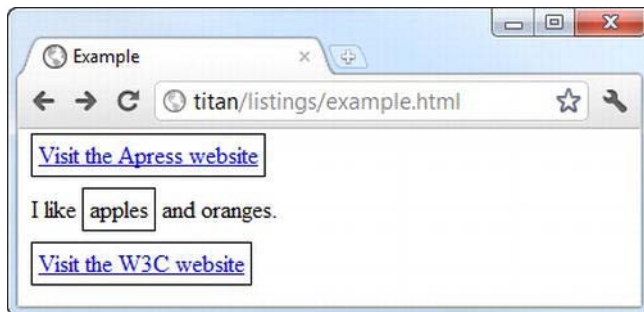 Example
titan/listings/example.html
Visit the Apress website
I like apples and oranges.
Visit the W3C website